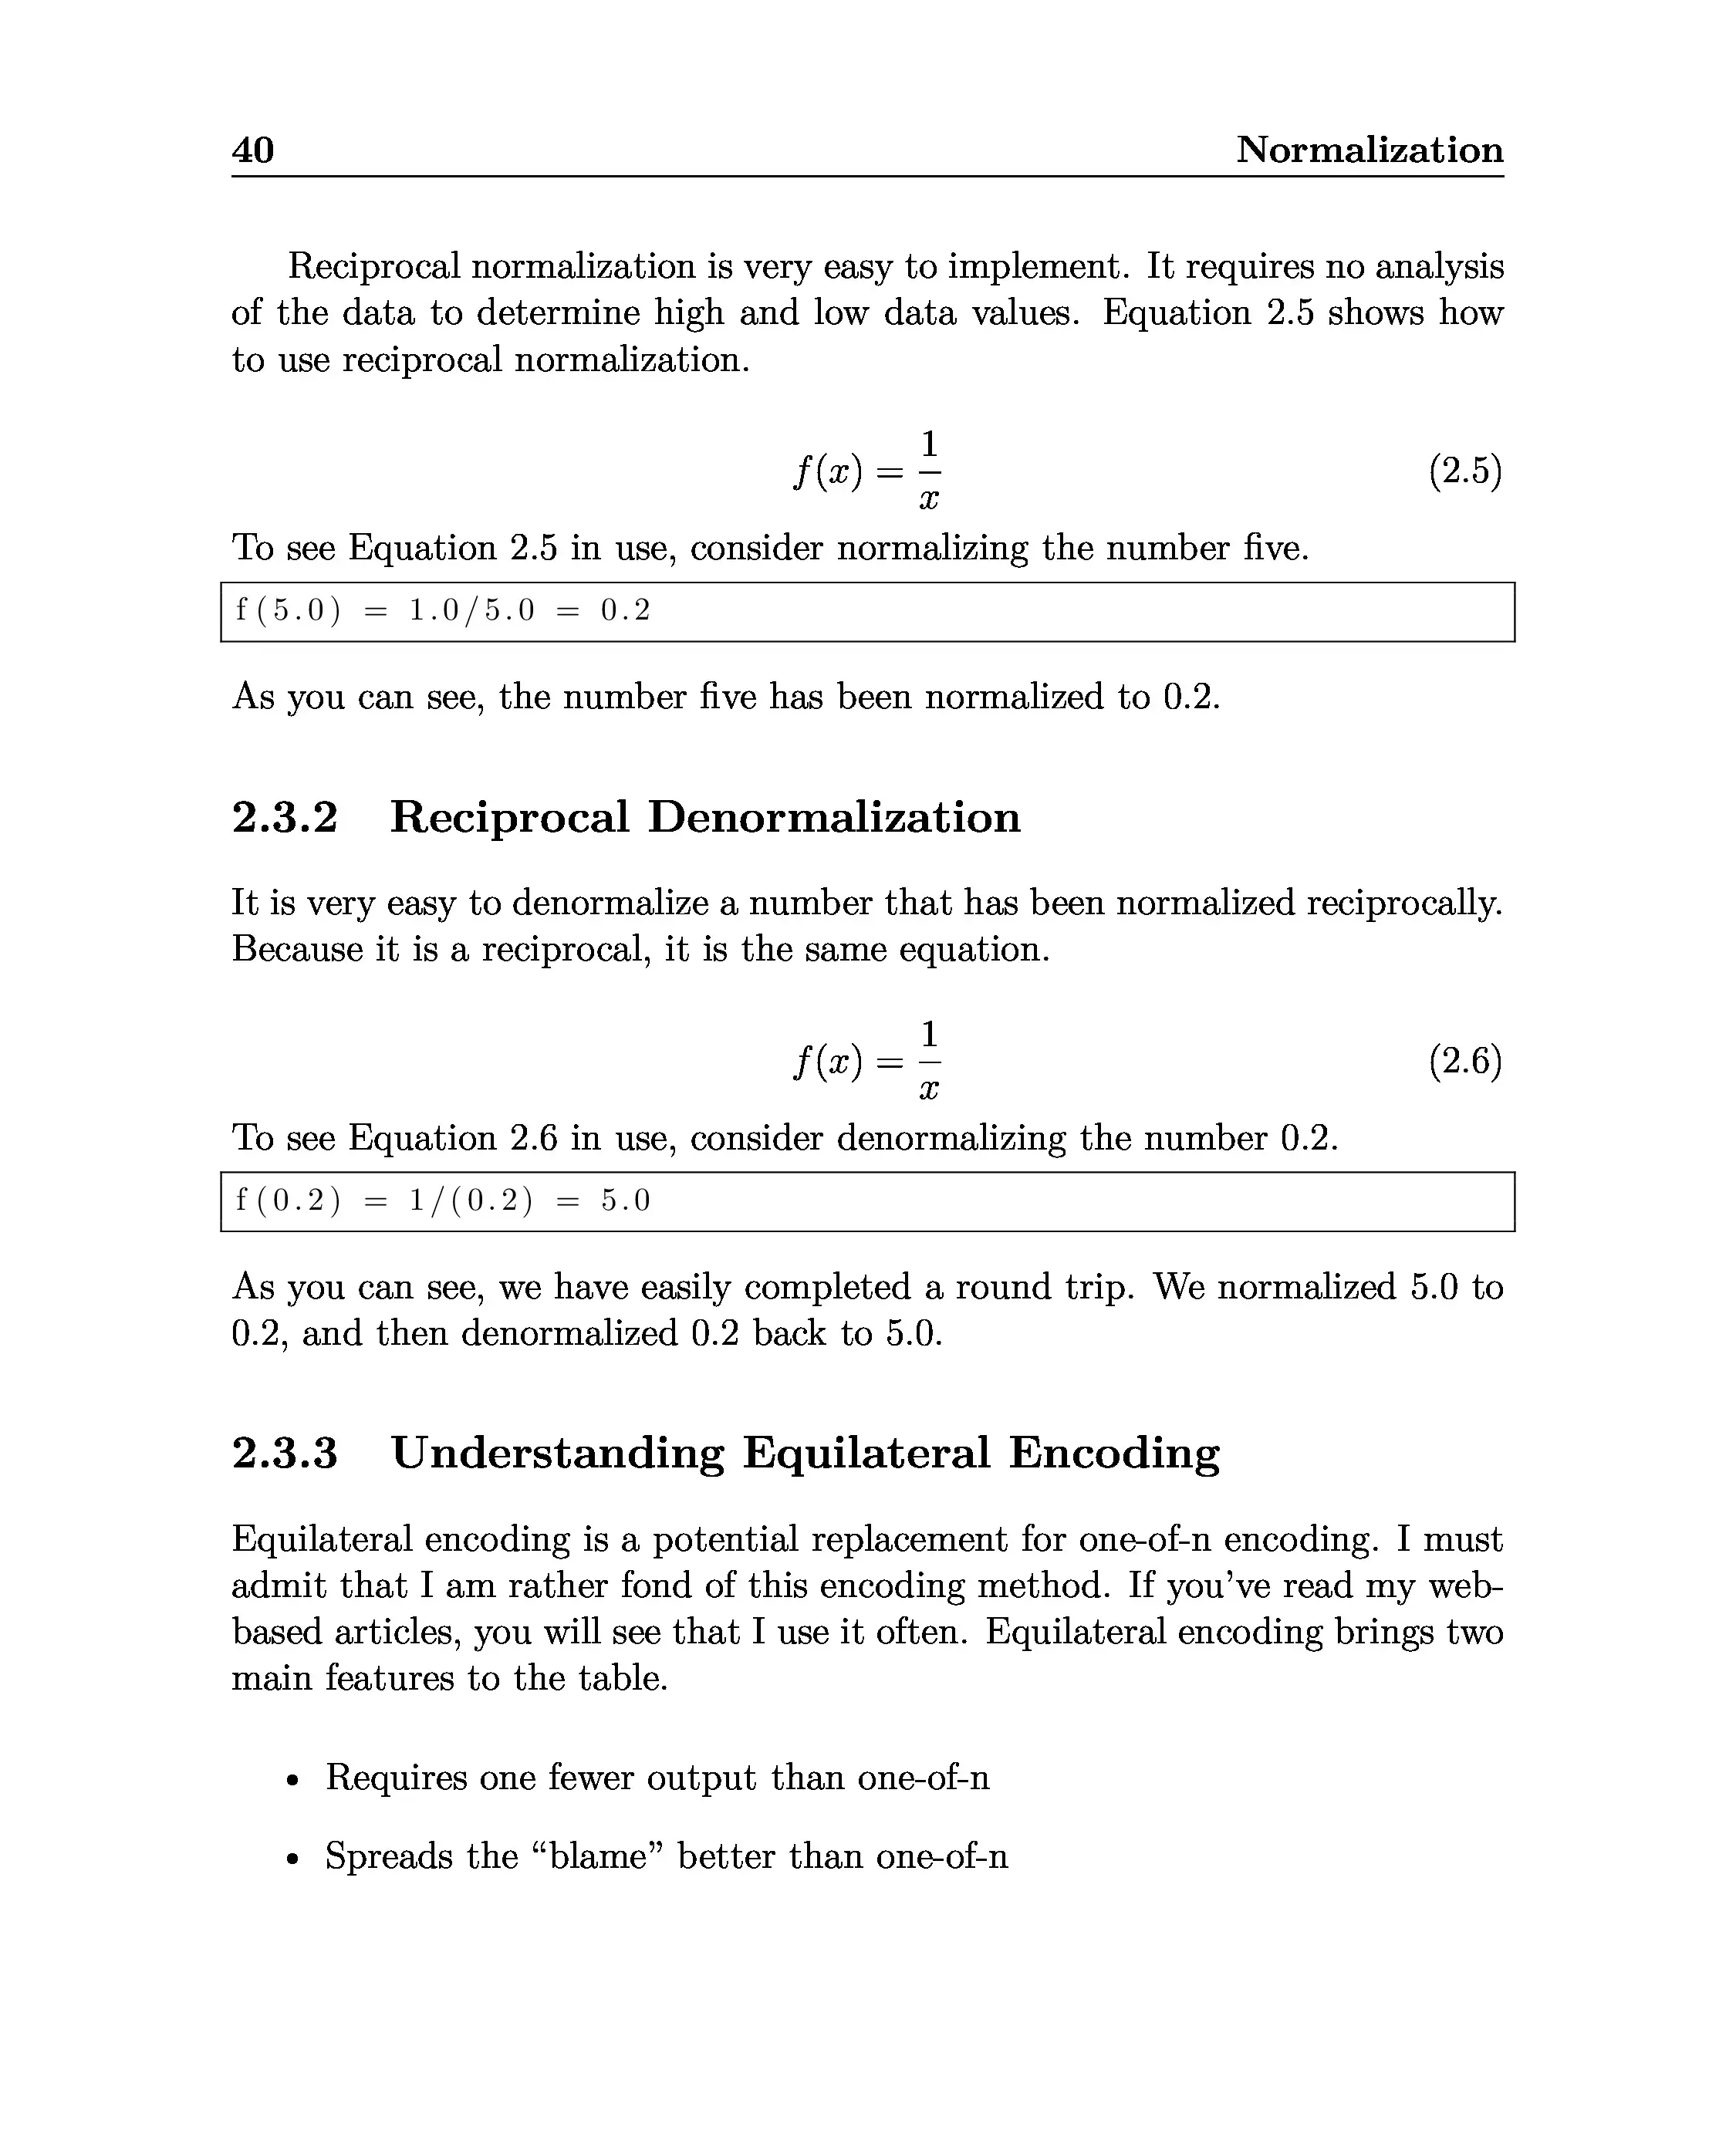 40 Normalization
Reciprocal normalization is very easy to implement. It requires no analysis
of the data to determine high and low data values. Equation 2.5 shows how
to use reciprocal normalization.
f(x) = 1/x (2.5)
To see Equation 2.5 in use, consider normalizing the number five.
f(5.0) = 1.0/5.0 = 0.2
As you can see, the number five has been normalized to 0.2.
2.3.2 Reciprocal Denormalization
It is very easy to denormalize a number that has been normalized reciprocally.
Because it is a reciprocal, it is the same equation.
f(x) = 1/x (2.6)
To see Equation 2.6 in use, consider denormalizing the number 0.2.
f(0.2) = 1/(0.2) = 5.0
As you can see, we have easily completed a round trip. We normalized 5.0 to
0.2, and then denormalized 0.2 back to 5.0.
2.3.3 Understanding Equilateral Encoding
Equilateral encoding is a potential replacement for one-of-n encoding. I must
admit that I am rather fond of this encoding method. If you've read my web-
based articles, you will see that I use it often. Equilateral encoding brings two
main features to the table.
• Requires one fewer output than one-of-n
• Spreads the “blame” better than one-of-n